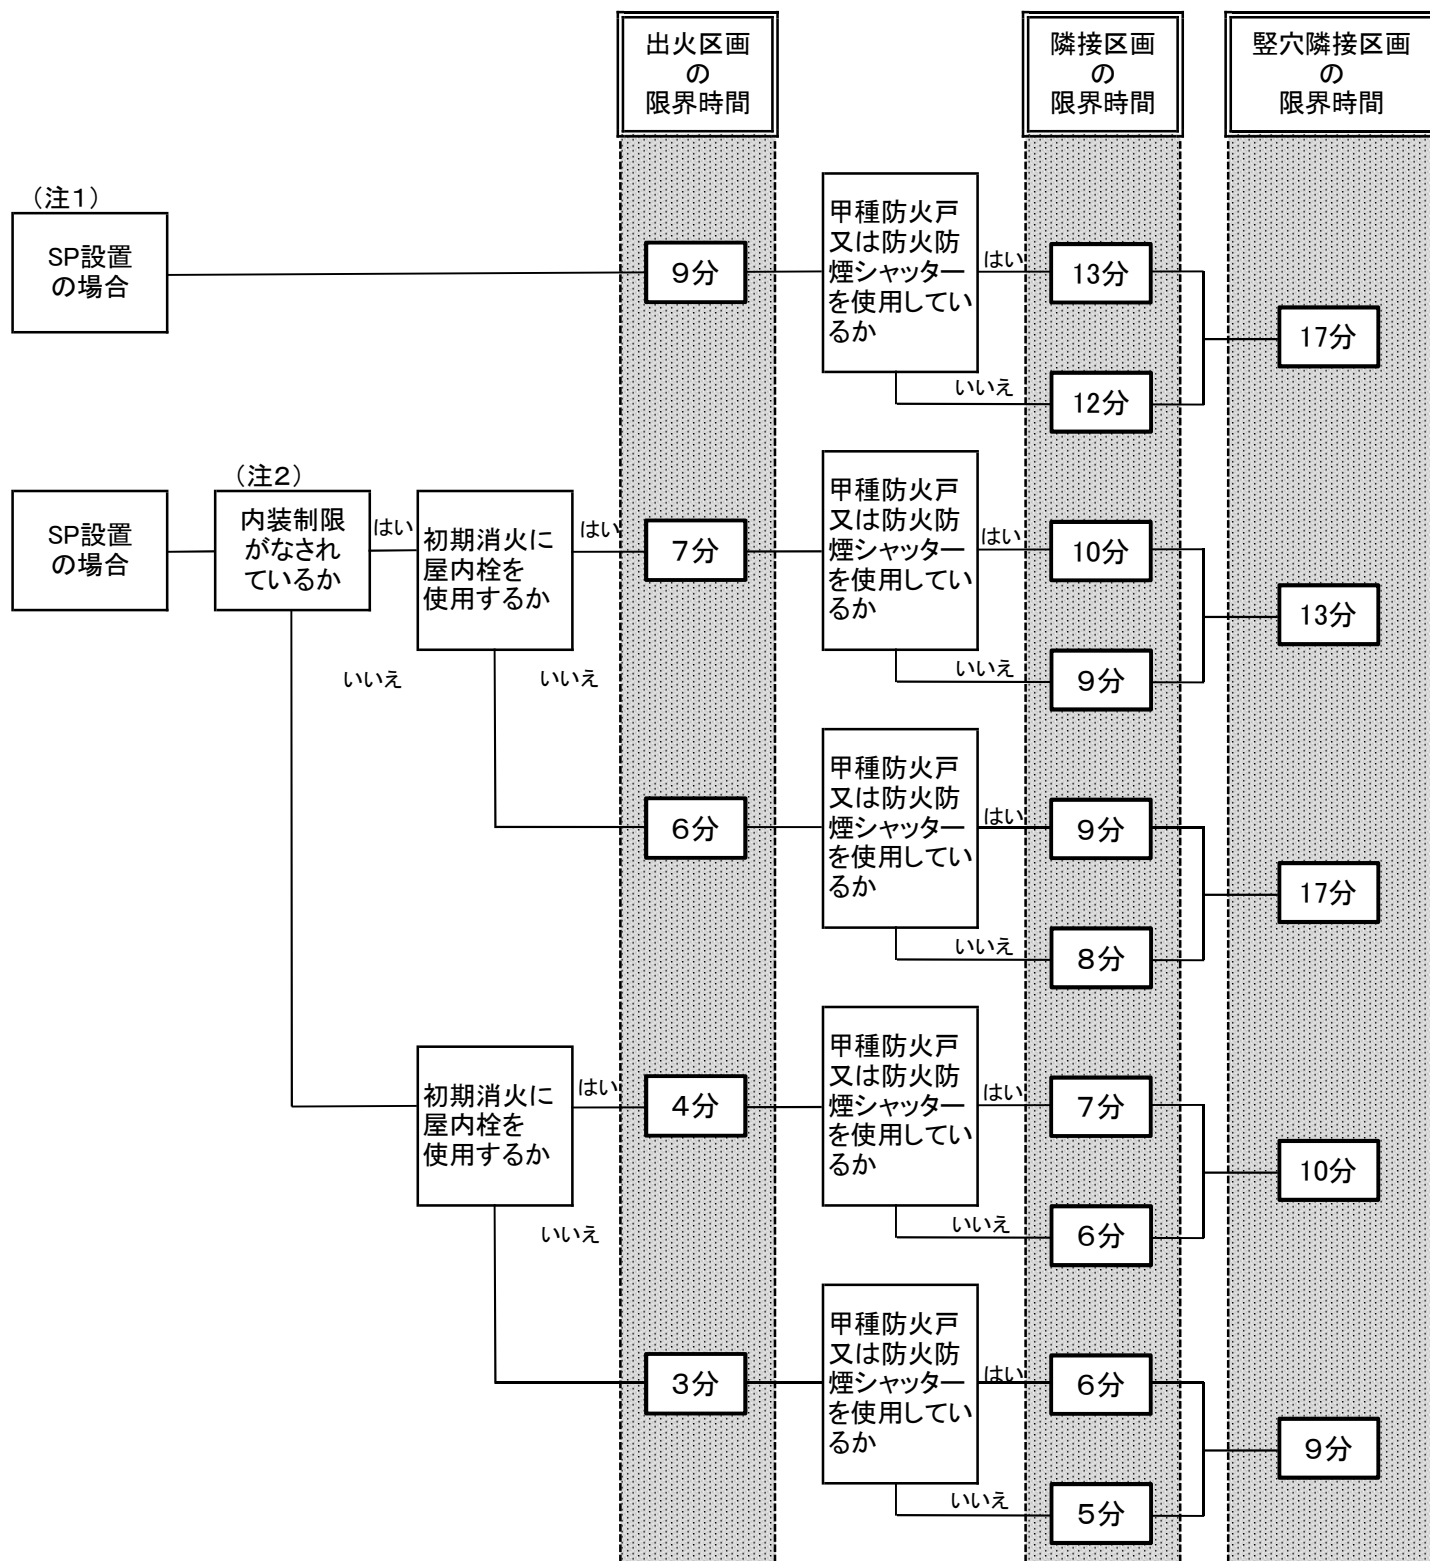 出火区画
の
限界時間
隣接区画
の
限界時間
竪穴隣接区画
の
限界時間
（注１）
SP設置
の場合
９分
甲種防火戸
又は防火防
煙シャッター
を使用してい
るか
はい
13分
いいえ
12分
17分
（注２）
SP設置
の場合
内装制限
がなされ
ているか
はい
いいえ
初期消火に
屋内栓を
使用するか
はい
いいえ
７分
甲種防火戸
又は防火防
煙シャッター
を使用してい
るか
はい
10分
いいえ
９分
13分
６分
甲種防火戸
又は防火防
煙シャッター
を使用してい
るか
はい
９分
いいえ
８分
17分
初期消火に
屋内栓を
使用するか
はい
いいえ
４分
甲種防火戸
又は防火防
煙シャッター
を使用してい
るか
はい
７分
いいえ
６分
10分
３分
甲種防火戸
又は防火防
煙シャッター
を使用してい
るか
はい
６分
いいえ
５分
９分